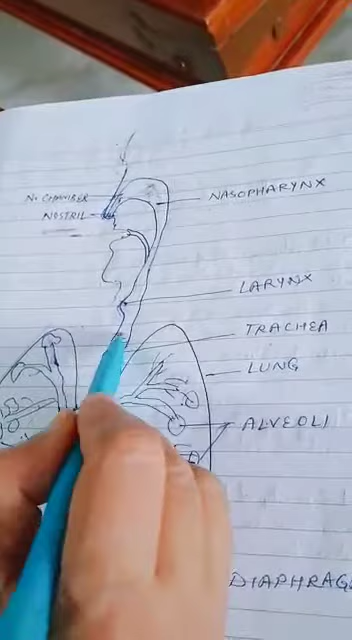 NASOPHARYNX
N. CHAMBER
NOSTRIL
LARYNX
TRACHEA
LUNG
ALVEOLI
DIAPHRAG